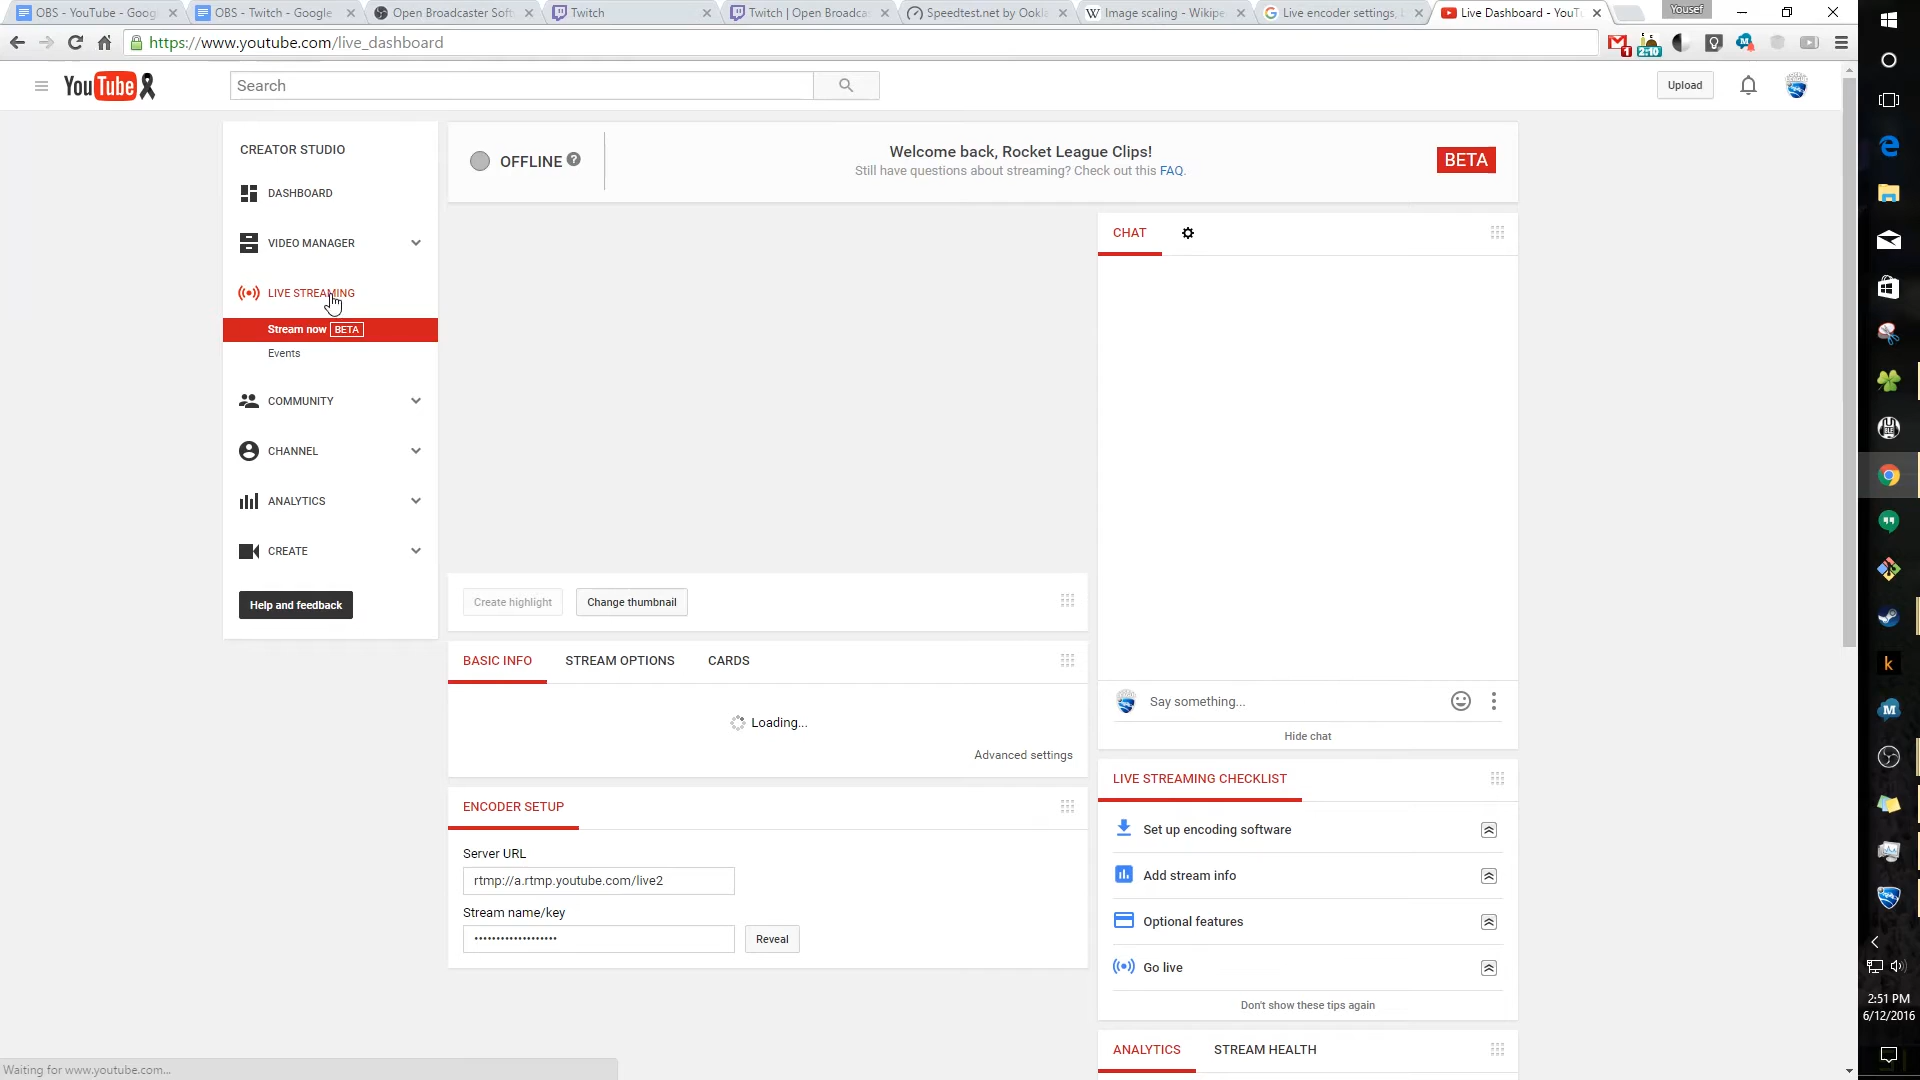 OBS - YouTube - Goog
OBS - Twitch - Google
Open Broadcaster Soft
Twitch
Twitch | Open Broadca
Speedtest.net by Ookla
Image scaling - Wikipe
Live encoder settings,
Live Dashboard - YouTu
Yousef
https://www.youtube.com/live_dashboard
1
2:10
YouTube
Search
Upload
CREATOR STUDIO
DASHBOARD
VIDEO MANAGER
LIVE STREAMING
Stream now BETA
Events
COMMUNITY
CHANNEL
ANALYTICS
CREATE
Help and feedback
OFFLINE ?
Welcome back, Rocket League Clips!
Still have questions about streaming? Check out this FAQ.
BETA
Create highlight
Change thumbnail
BASIC INFO
STREAM OPTIONS
CARDS
Loading...
Advanced settings
ENCODER SETUP
Server URL
rtmp://a.rtmp.youtube.com/live2
Stream name/key
•••••••••••••••••••
Reveal
CHAT
Say something...
Hide chat
LIVE STREAMING CHECKLIST
Set up encoding software
Add stream info
Optional features
Go live
Don't show these tips again
ANALYTICS
STREAM HEALTH
Waiting for www.youtube.com...
2:51 PM
6/12/2016